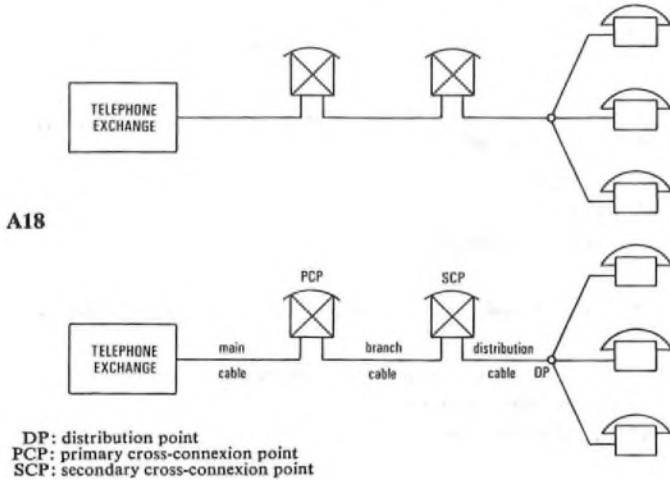 TELEPHONE
EXCHANGE
A18
PCP
SCP
TELEPHONE
EXCHANGE
main
cable
branch
cable
distribution
cable
DP
DP: distribution point
PCP: primary cross-connexion point
SCP: secondary cross-connexion point